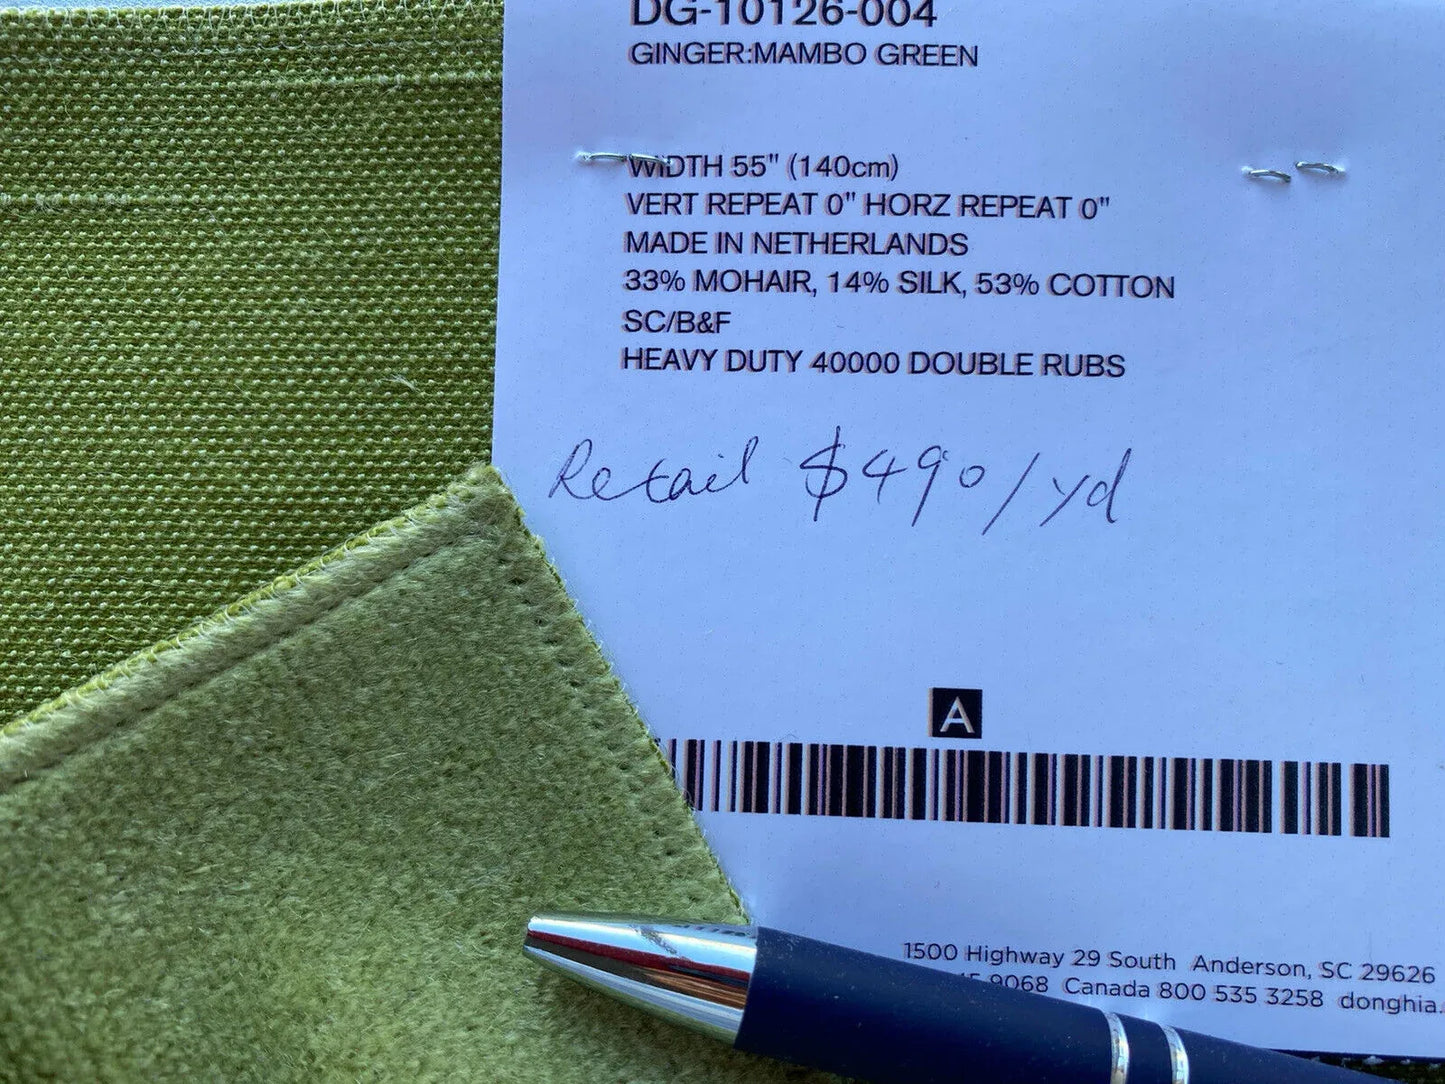 DG-10126-004
GINGER:MAMBO GREEN
WIDTH 55" (140cm)
VERT REPEAT 0" HORZ REPEAT 0"
MADE IN NETHERLANDS
33% MOHAIR, 14% SILK, 53% COTTON
SC/B&F
HEAVY DUTY 40000 DOUBLE RUBS
Retail $490/yd
A
1500 Highway 29 South Anderson, SC 29626
9068 Canada 800 535 3258 donghia.